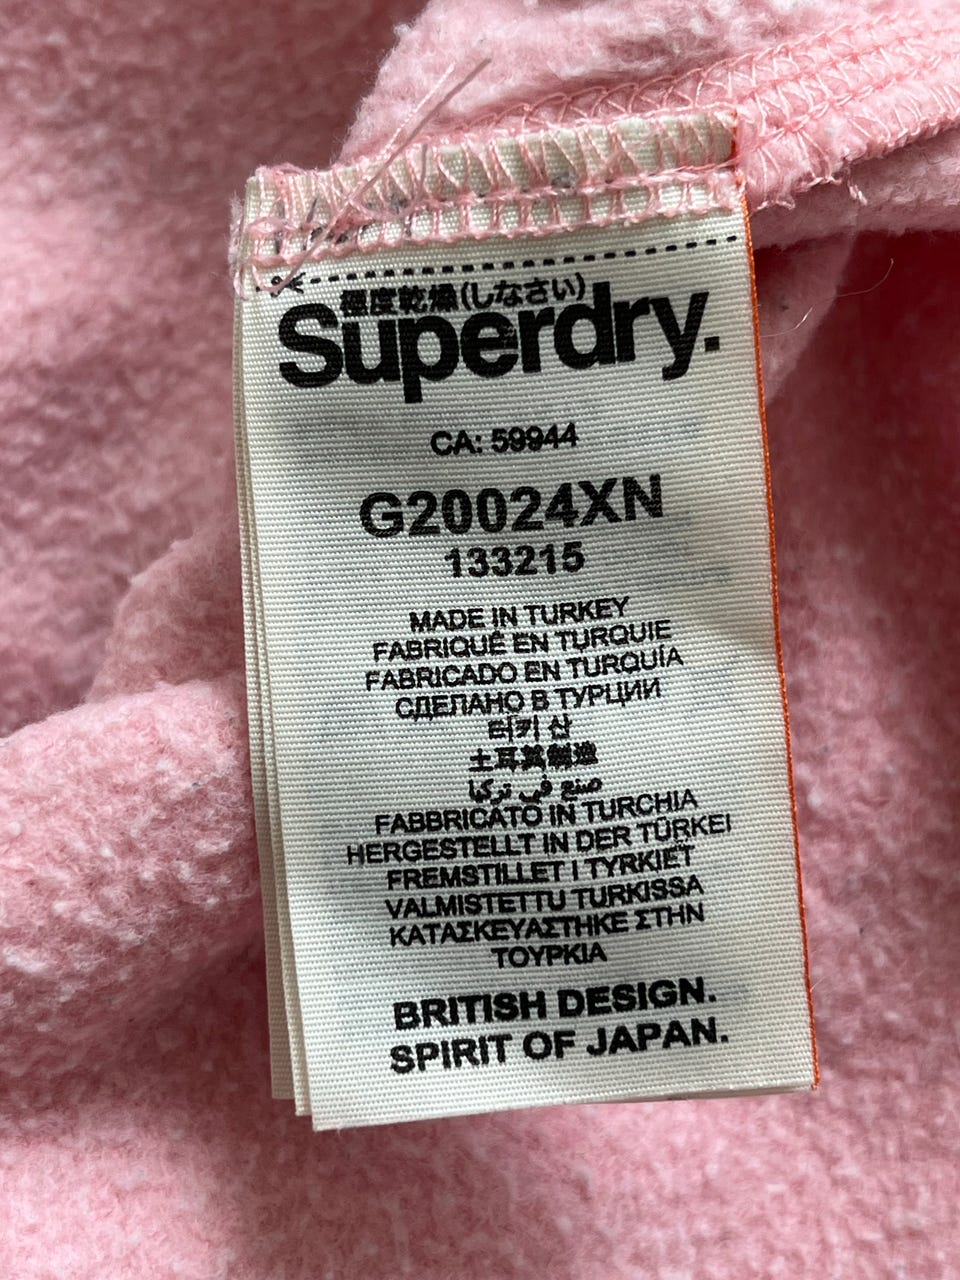 極度乾燥(しなさい)
Superdry.
CA: 59944
G20024XN
133215
MADE IN TURKEY
FABRIQUÉ EN TURQUIE
FABRICADO EN TURQUÍA
СДЕЛАНО В ТУРЦИИ
터키 산
土耳其製造
صنع في تركيا
FABBRICATO IN TURCHIA
HERGESTELLT IN DER TÜRKEI
FREMSTILLET I TYRKIET
VALMISTETTU TURKISSA
ΚΑΤΑΣΚΕΥΑΣΤΗΚΕ ΣΤΗΝ
ΤΟΥΡΚΙΑ
BRITISH DESIGN.
SPIRIT OF JAPAN.